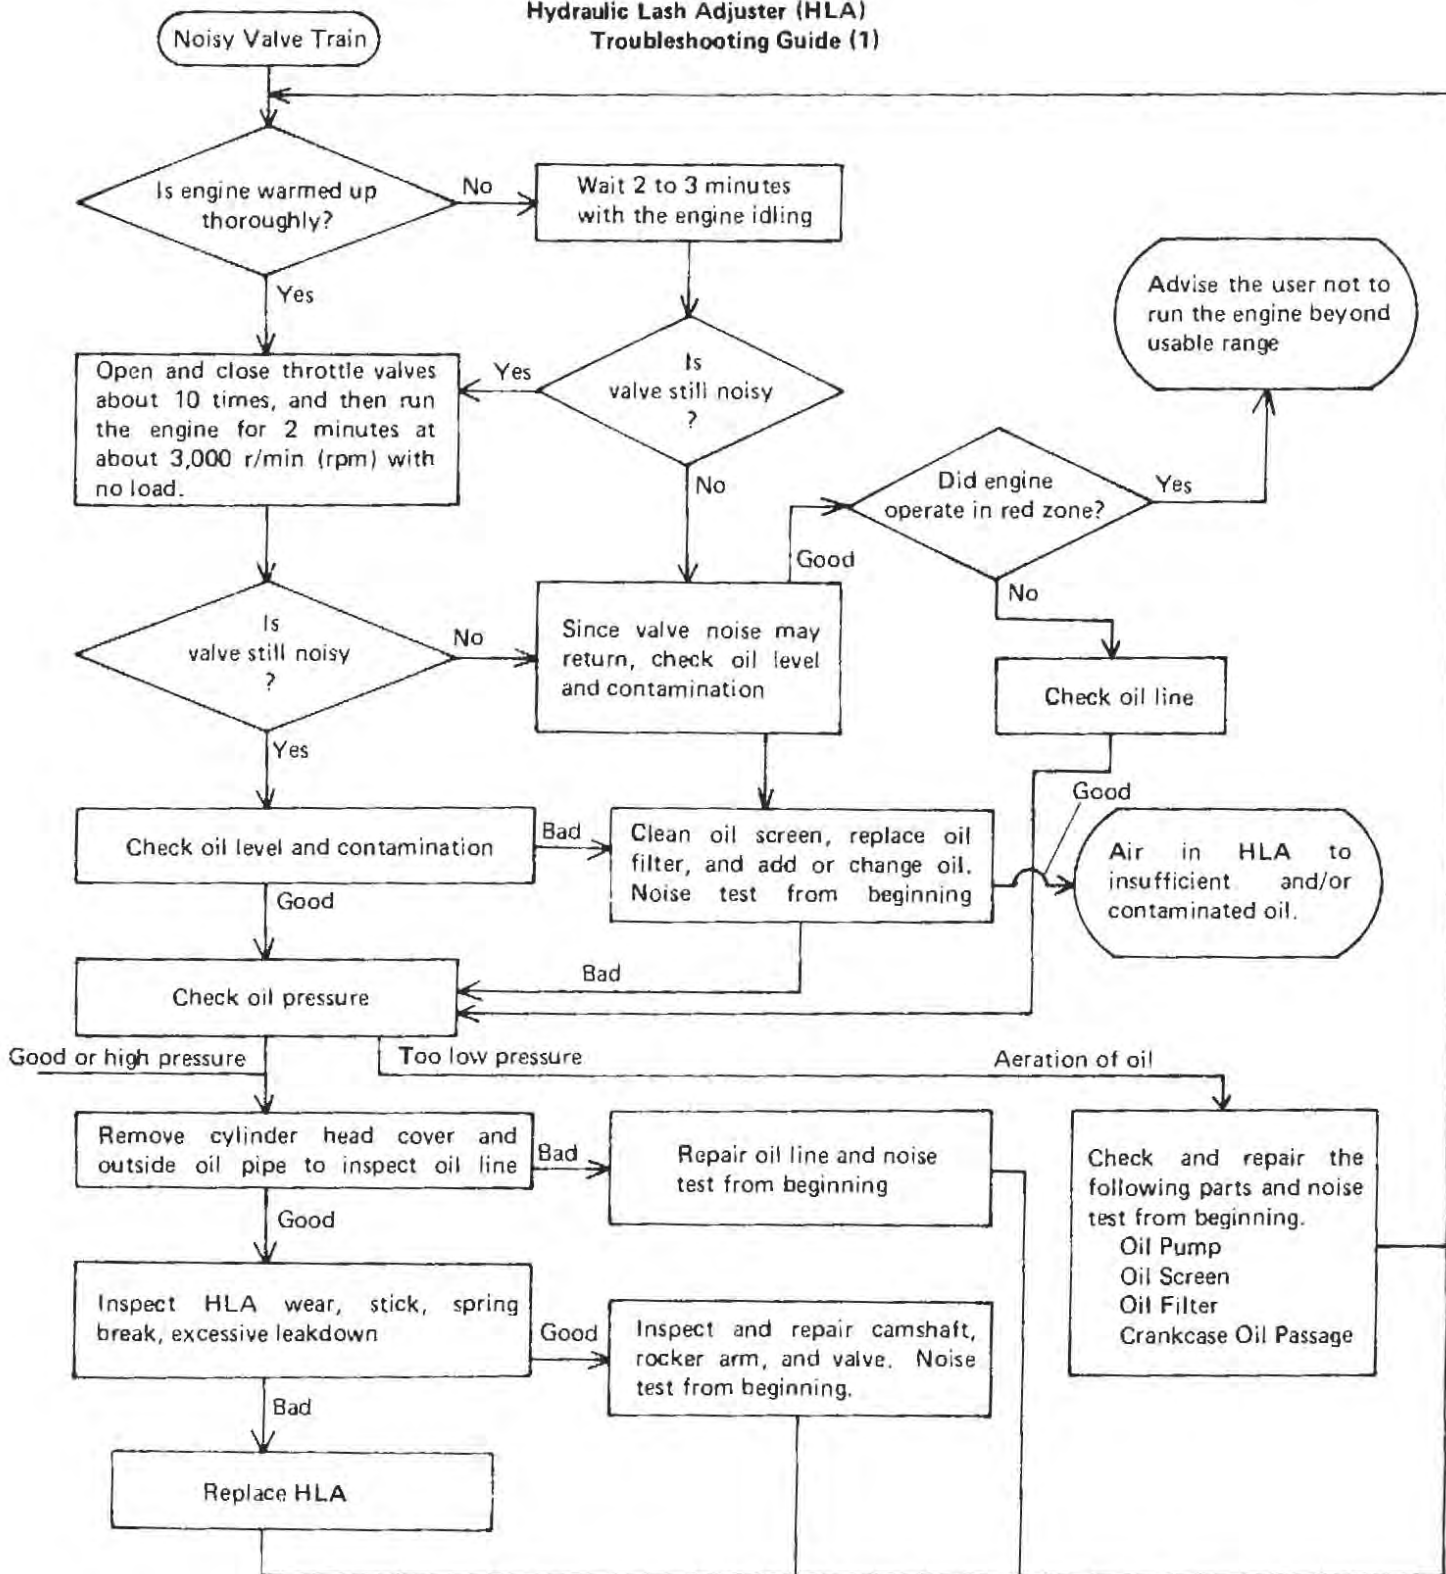 Hydraulic Lash Adjuster (HLA)
Troubleshooting Guide (1)
Noisy Valve Train
Is engine warmed up
thoroughly?
No
Wait 2 to 3 minutes
with the engine idling
Yes
Open and close throttle valves
about 10 times, and then run
the engine for 2 minutes at
about 3,000 r/min (rpm) with
no load.
Yes
Is
valve still noisy
?
No
Advise the user not to
run the engine beyond
usable range
Did engine
operate in red zone?
Yes
No
Good
Is
valve still noisy
?
No
Since valve noise may
return, check oil level
and contamination
Check oil line
Yes
Check oil level and contamination
Bad
Clean oil screen, replace oil
filter, and add or change oil.
Noise test from beginning
Good
Air in HLA to
insufficient and/or
contaminated oil.
Good
Bad
Check oil pressure
Good or high pressure
Too low pressure
Aeration of oil
Remove cylinder head cover and
outside oil pipe to inspect oil line
Bad
Repair oil line and noise
test from beginning
Check and repair the
following parts and noise
test from beginning.
Oil Pump
Oil Screen
Oil Filter
Crankcase Oil Passage
Good
Inspect HLA wear, stick, spring
break, excessive leakdown
Good
Inspect and repair camshaft,
rocker arm, and valve. Noise
test from beginning.
Bad
Replace HLA